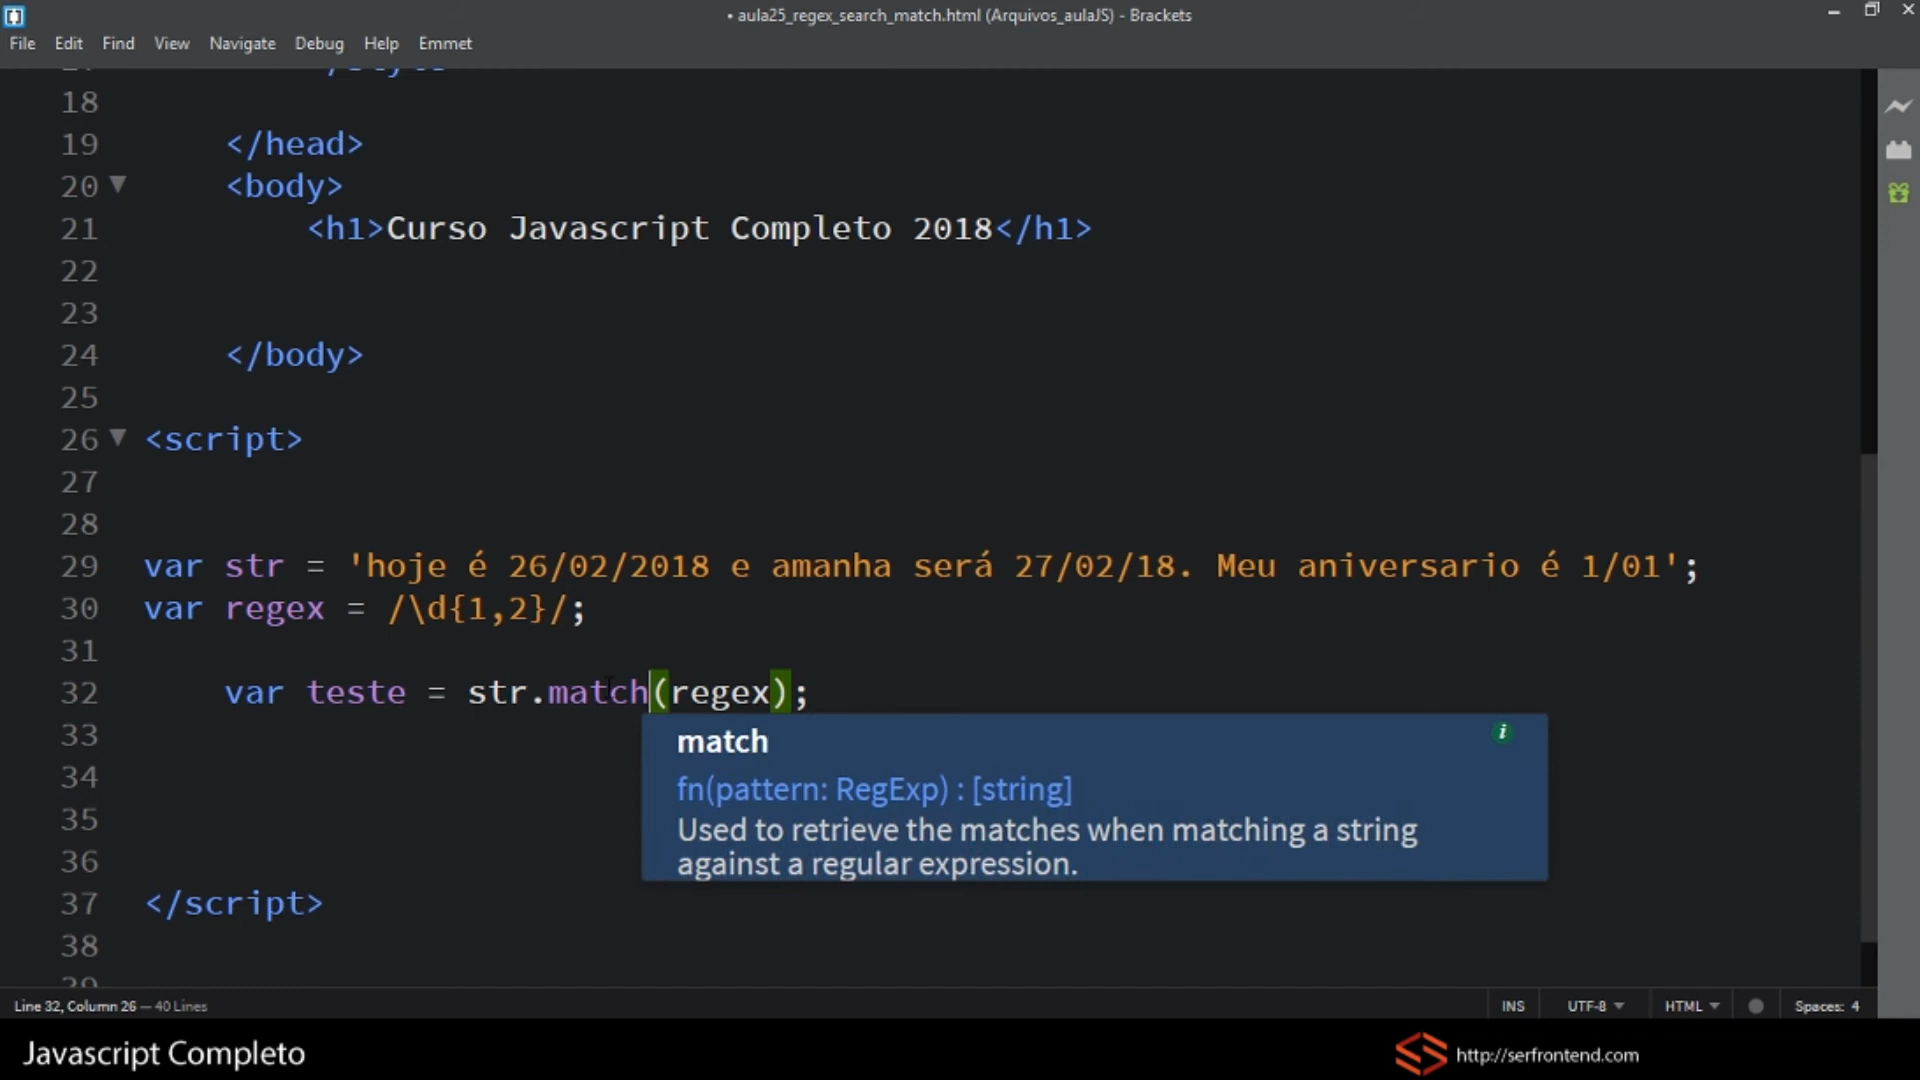 • aula25_regex_search_match.html (Arquivos_aulaJS) - Brackets
File Edit Find View Navigate Debug Help Emmet
18
19 </head>
20 ▼ <body>
21 <h1>Curso Javascript Completo 2018</h1>
22
23
24 </body>
25
26 ▼ <script>
27
28
29 var str = 'hoje é 26/02/2018 e amanha será 27/02/18. Meu aniversario é 1/01';
30 var regex = /\d{1,2}/;
31
32 var teste = str.match(regex);
33
match
34
fn(pattern: RegExp) : [string]
35
Used to retrieve the matches when matching a string
36
against a regular expression.
37 </script>
38
Line 32, Column 26 — 40 Lines
INS UTF-8 ▼ HTML ▼ Spaces: 4
Javascript Completo
http://serfrontend.com